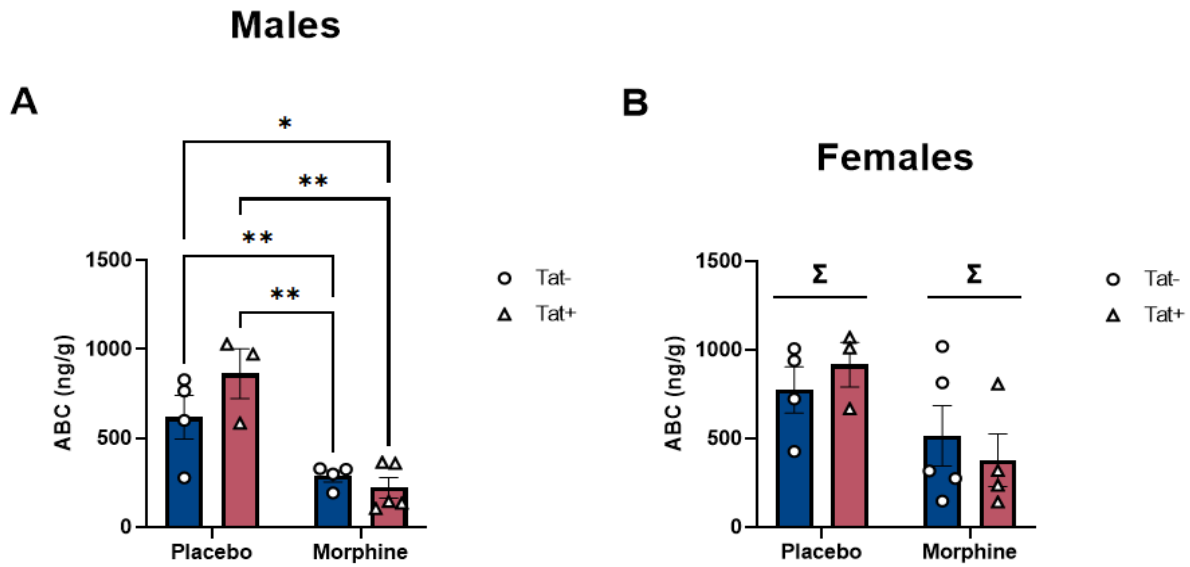 Males
A
*
**
**
**
1500
1000
500
0
ABC (ng/g)
Placebo
Morphine
Tat-
Tat+
B
Females
Σ
Σ
1500
1000
500
0
ABC (ng/g)
Placebo
Morphine
Tat-
Tat+